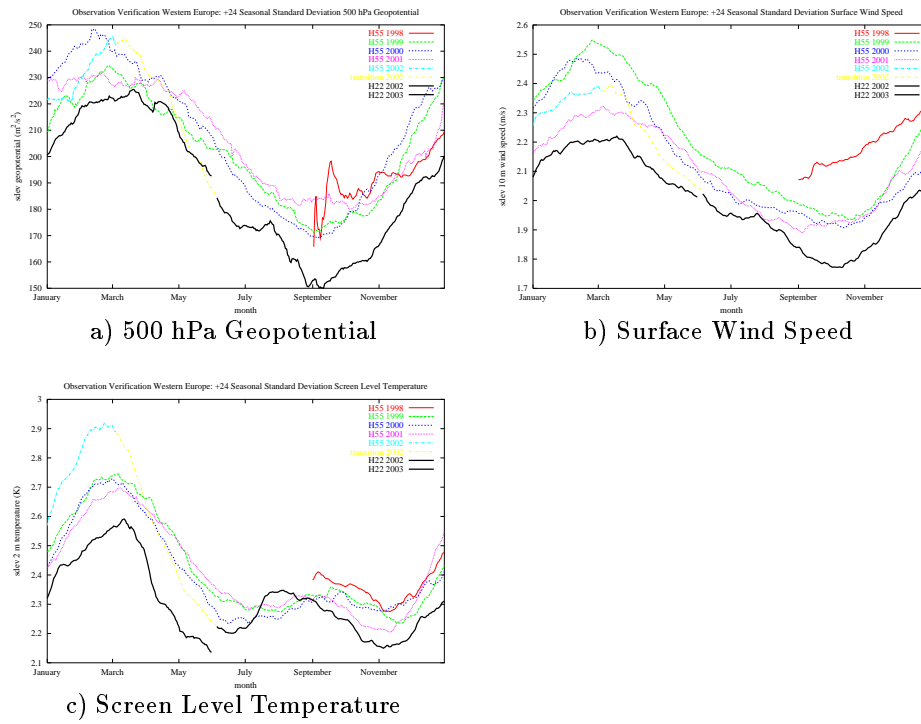 Observation Verification Western Europe: +24 Seasonal Standard Deviation 500 hPa Geopotential
250
240
230
220
210
200
190
180
170
160
150
sdev geopotential (m²/s²)
H55 1998
H55 1999
H55 2000
H55 2001
H55 2002
transtron 2002
H22 2002
H22 2003
January March May July September November
month
a) 500 hPa Geopotential
Observation Verification Western Europe: +24 Seasonal Standard Deviation Surface Wind Speed
2.6
2.5
2.4
2.3
2.2
2.1
2
1.9
1.8
1.7
sdev 10 m wind speed (m/s)
H55 1998
H55 1999
H55 2000
H55 2001
H55 2002
2002
H22 2002
H22 2003
January March May July September November
month
b) Surface Wind Speed
Observation Verification Western Europe: +24 Seasonal Standard Deviation Screen Level Temperature
3
2.9
2.8
2.7
2.6
2.5
2.4
2.3
2.2
2.1
sdev 2 m temperature (K)
H55 1998
H55 1999
H55 2000
H55 2001
H55 2002
2002
H22 2002
H22 2003
January March May July September November
month
c) Screen Level Temperature